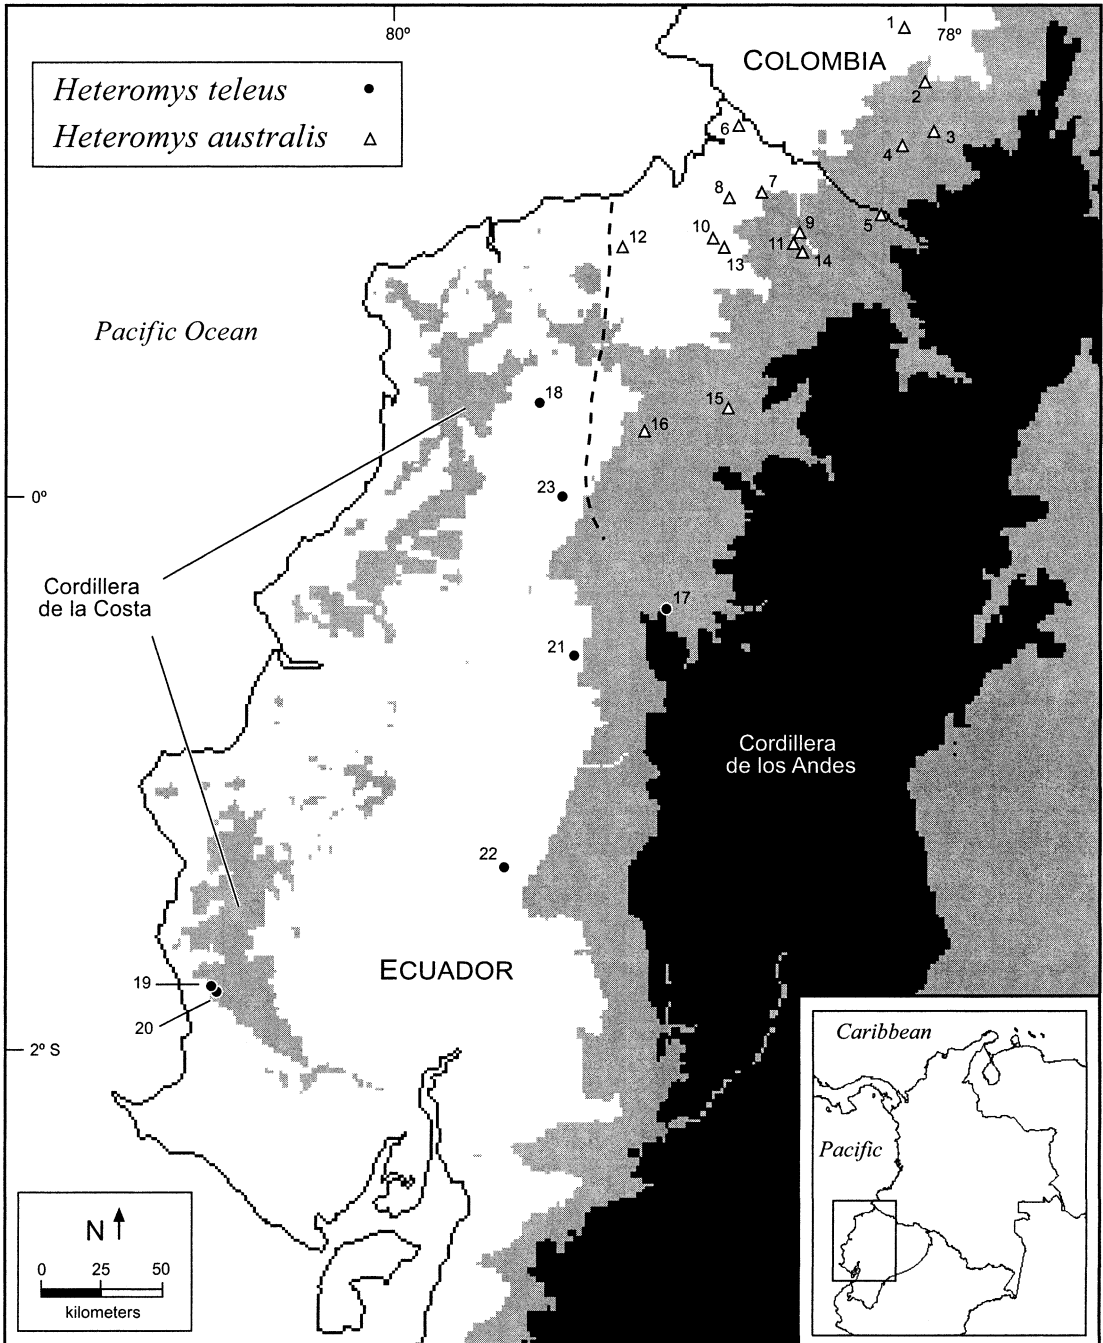 80º
78º
1
COLOMBIA
Heteromys teleus
Heteromys australis
2
6
3
4
7
8
5
9
10
11
12
13
14
Pacific Ocean
18
15
16
23
0º
Cordillera
de la Costa
17
21
Cordillera
de los Andes
22
ECUADOR
19
20
2º S
Caribbean
Pacific
N
0 25 50
kilometers